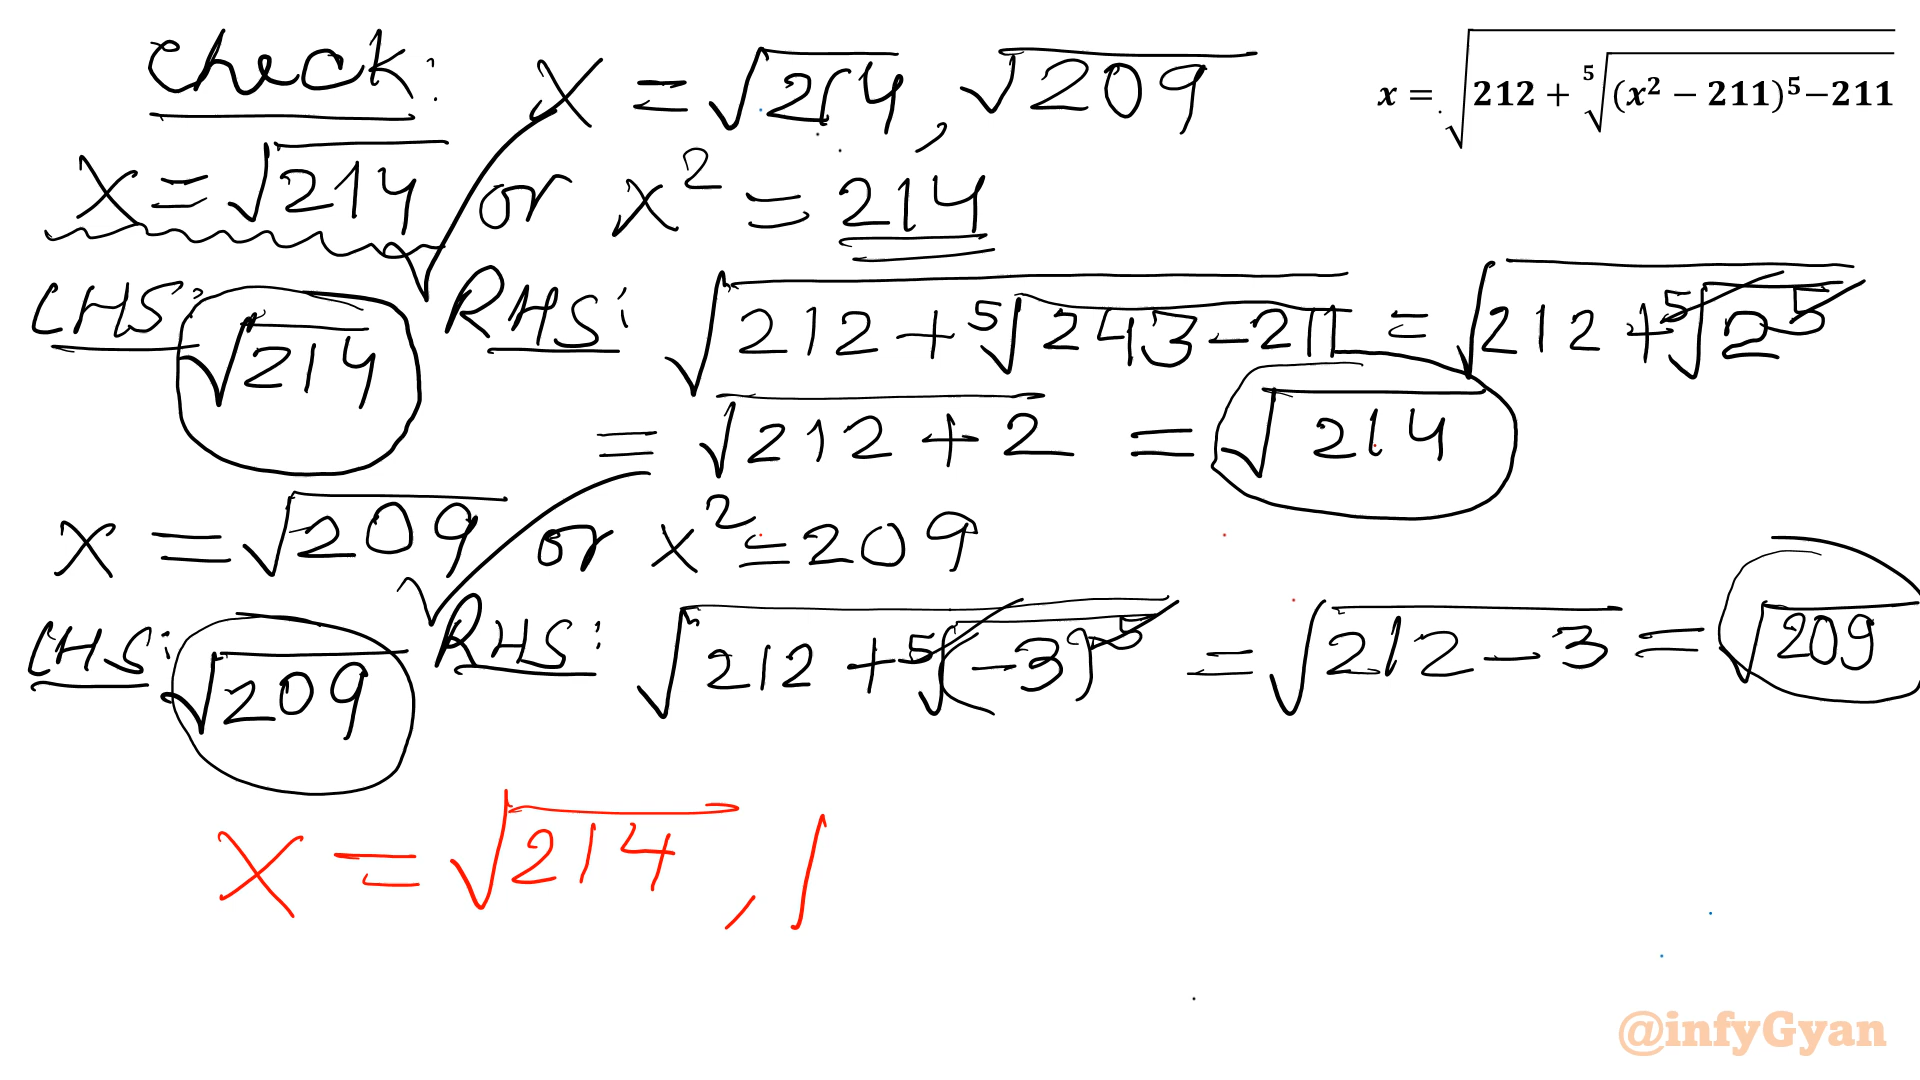 check: x = √214, √209
x = √(212 + ⁵√((x² − 211)⁵−211))
x = √214 or x² = 214
LHS: √214 RHS: √(212 + ⁵√(243 − 211)) = √(212 + ⁵√(2⁵))
= √(212 + 2) = √214
x = √209 or x² = 209
LHS: √209 RHS: √(212 + ⁵√((−3)⁵)) = √(212 − 3) = √209
x = √214 ,
@infyGyan